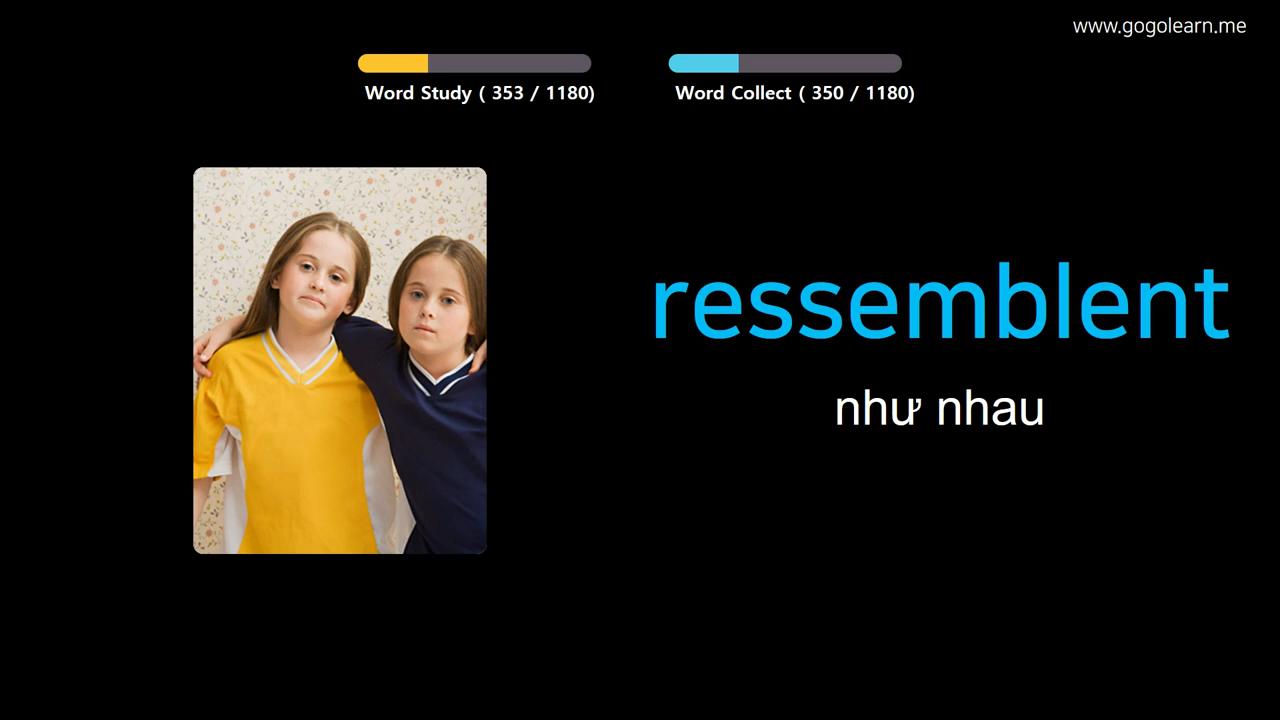 www.gogolearn.me
Word Study ( 353 / 1180)
Word Collect ( 350 / 1180)
ressemblent
như nhau